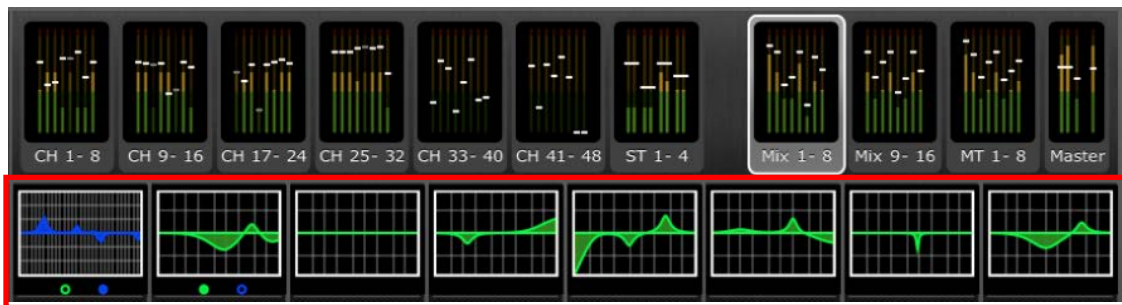 CH 1- 8 CH 9- 16 CH 17- 24 CH 25- 32 CH 33- 40 CH 41- 48 ST 1- 4 Mix 1- 8 Mix 9- 16 MT 1- 8 Master